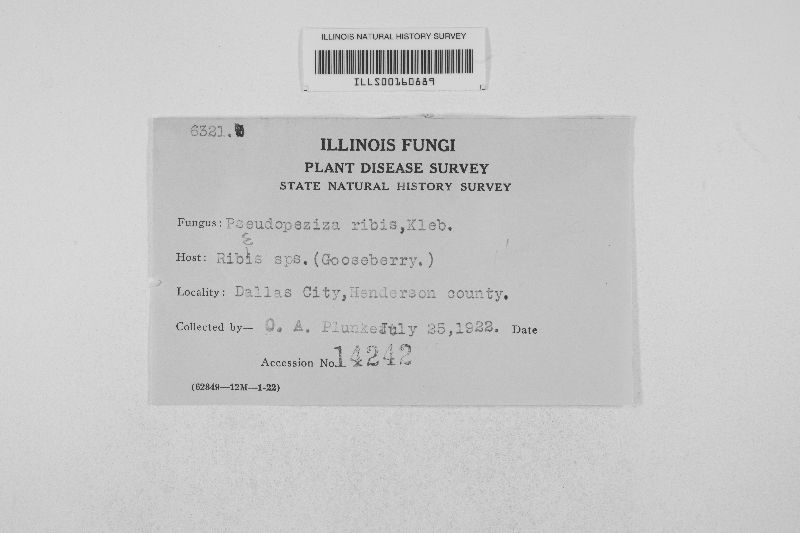 ILLINOIS NATURAL HISTORY SURVEY
ILLS00160889
6321.
ILLINOIS FUNGI
PLANT DISEASE SURVEY
STATE NATURAL HISTORY SURVEY
Fungus: Pseudopeziza ribis,Kleb.
Host: Ribis sps.(Gooseberry.)
Locality: Dallas City,Henderson county.
Collected by— O. A. Plunkett July 25,1922. Date
Accession No. 14242
(62849—12M—1-22)